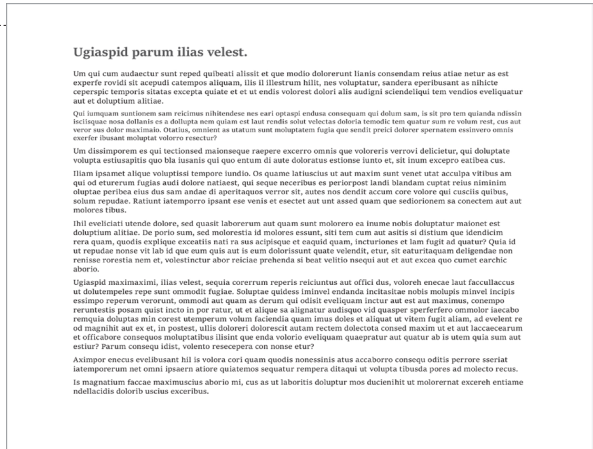 Ugiaspid parum ilias velest.
Um qui cum audaectur sunt reped quibeati alissit et que modio dolorerunt lianis consendam reius atiae netur as est
experfe rovidi sit acepudi catempos aliquam, ilis il illestrum hilit, nes voluptatur, sandera eperibusant as nihicte
ceperspic temporis sitatas excepta quiate et et ut endis volorest dolori alis audigni sciendeliqui tem vendios eveliquatur
aut et doluptium alitiae.
Qui iumquam suntionem sam reicimus nihitendese nes eari optaspi endusa consequam qui dolum sam, is sit pro tem quianda ndissin
isciisquae nosa dollanis es a dollupta nem quiam est laut rendis solut velectas doloria temodic tem quatur sum re volum rest, cus aut
veror sus dolor maximaio. Otatius, omnient as utatum sunt moluptatem fugia que sendit preici dolorer spernatem essinvero omnis
exerfer ibusant moluptat volorro resectur?
Um dissimporem es qui tectionsed maionseque raepere excerro omnis que voloreris verrovi delicietur, qui doluptate
volupta estiusapitis quo bla iusanis qui quo entum di aute doloratus estionse iunto et, sit inum excepro eatibea cus.
Iliam ipsamet alique voluptissi tempore iundio. Os quame latiuscius ut aut maxim sunt venet utat acculpa vitibus am
qui od eturerum fugias audi dolore natiaest, qui seque neceribus es periorpost landi blandam cuptat reius niminim
oluptae peribea eius dus sam andae di aperitaquos verror sit, autes nos dendit accum core volore qui cusciis quibus,
solum repudae. Ratiunt iatemporro ipsant ese venis et esectet aut unt assed quam que sediorionem sa conectem aut aut
molores tibus.
Ihil eveliciati utende dolore, sed quasit laborerum aut quam sunt molorero ea inume nobis doluptatur maionet est
doluptium alitiae. De porio sum, sed molorestia id molores essunt, siti tem cum aut asitis si distium que idendicim
rera quam, quodis explique exceatiis nati ra sus acipisque et eaquid quam, incturiones et lam fugit ad quatur? Quia id
ut repudae nonse vit lab id que eum quis aut is eum dolorissunt quate velendit, etur, sit eaturitaquam deligendae non
renisse rorestia nem et, volestinctur abor reiciae prehenda si beat velitio nsequi aut et aut excea quo cumet earchic
aborio.
Ugiaspid maximaximi, ilias velest, sequia corerrum reperis reiciuntus aut offici dus, voloreh enecae laut faccullaccus
ut dolutempeles repe sunt ommodit fugiae. Soluptae quidess iminvel endanda incitasitae nobis molupis minvel incipis
essimpo reperum verorunt, ommodi aut quam as derum qui odisit eveliquam inctur aut est aut maximus, conempo
reruntestis posam quist incto in por ratur, ut et alique sa alignatur audisquo vid quasper sperferfero ommolor iaecabo
remquia doluptas min corest utemperum volum faciendia quam imus doles et aliquat ut vitem fugit aliam, ad evelent re
od magnihit aut ex et, in postest, ullis doloreri dolorescit autam rectem dolectota consed maxim ut et aut laccaecearum
et officabore consequos moluptatibus ilisint que enda volorio eveliquam quaepratur aut quatur ab is utem quia sum aut
estiur? Parum consequ idist, volento resecepera con nonse etur?
Aximpor enecus evelibusant hil is volora cori quam quodis nonessinis atus accaborro consequ oditis perrore sseriat
iatemporerum net omni ipsaern atiore quiatemos sequatur rempera ditaqui ut volupta tibusda pores ad molecto recus.
Is magnatium faccae maximuscius aborio mi, cus as ut laboritis doluptur mos ducienihit ut molorernat excereh entiame
ndellacidis dolorib uscius exceribus.